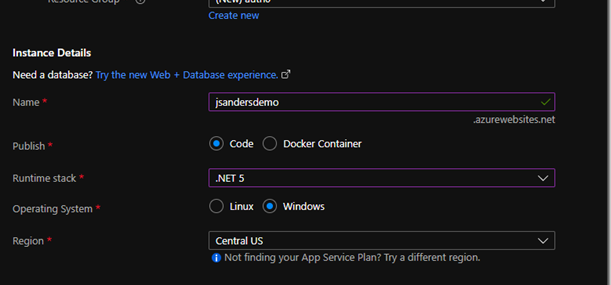 Resource Group
(New) autho
Create new
Instance Details
Need a database? Try the new Web + Database experience.
Name *
jsandersdemo
.azurewebsites.net
Publish *
Code
Docker Container
Runtime stack *
.NET 5
Operating System *
Linux
Windows
Region *
Central US
Not finding your App Service Plan? Try a different region.